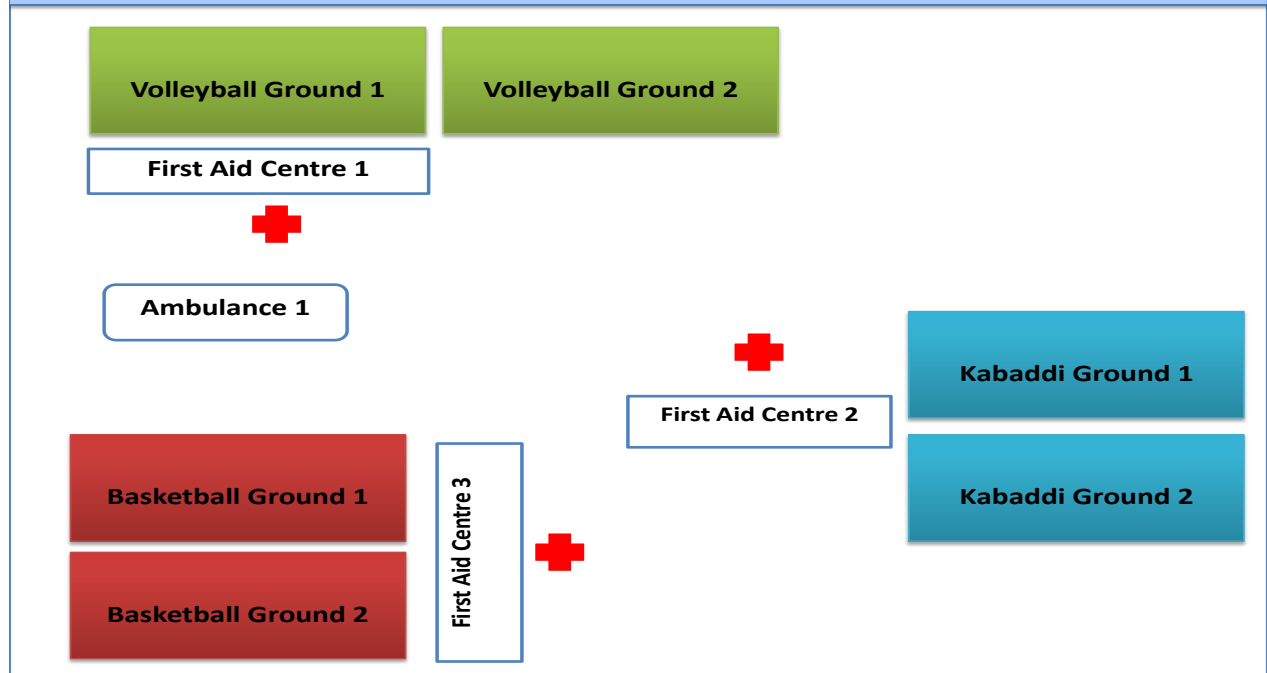 Volleyball Ground 1
Volleyball Ground 2
First Aid Centre 1
Ambulance 1
Kabaddi Ground 1
First Aid Centre 2
Basketball Ground 1
First Aid Centre 3
Kabaddi Ground 2
Basketball Ground 2